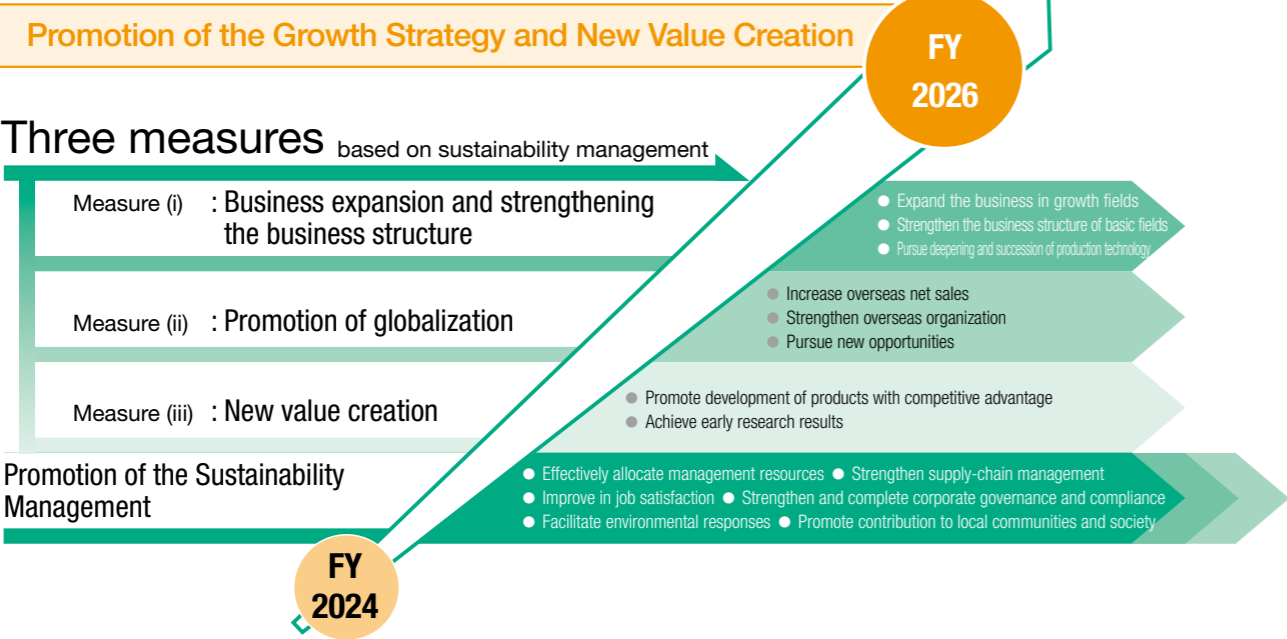 Promotion of the Growth Strategy and New Value Creation
FY
2026
Three measures based on sustainability management
Measure (i) : Business expansion and strengthening
the business structure
● Expand the business in growth fields
● Strengthen the business structure of basic fields
● Pursue deepening and succession of production technology
Measure (ii) : Promotion of globalization
● Increase overseas net sales
● Strengthen overseas organization
● Pursue new opportunities
Measure (iii) : New value creation
● Promote development of products with competitive advantage
● Achieve early research results
Promotion of the Sustainability
Management
● Effectively allocate management resources ● Strengthen supply-chain management
● Improve in job satisfaction ● Strengthen and complete corporate governance and compliance
● Facilitate environmental responses ● Promote contribution to local communities and society
FY
2024